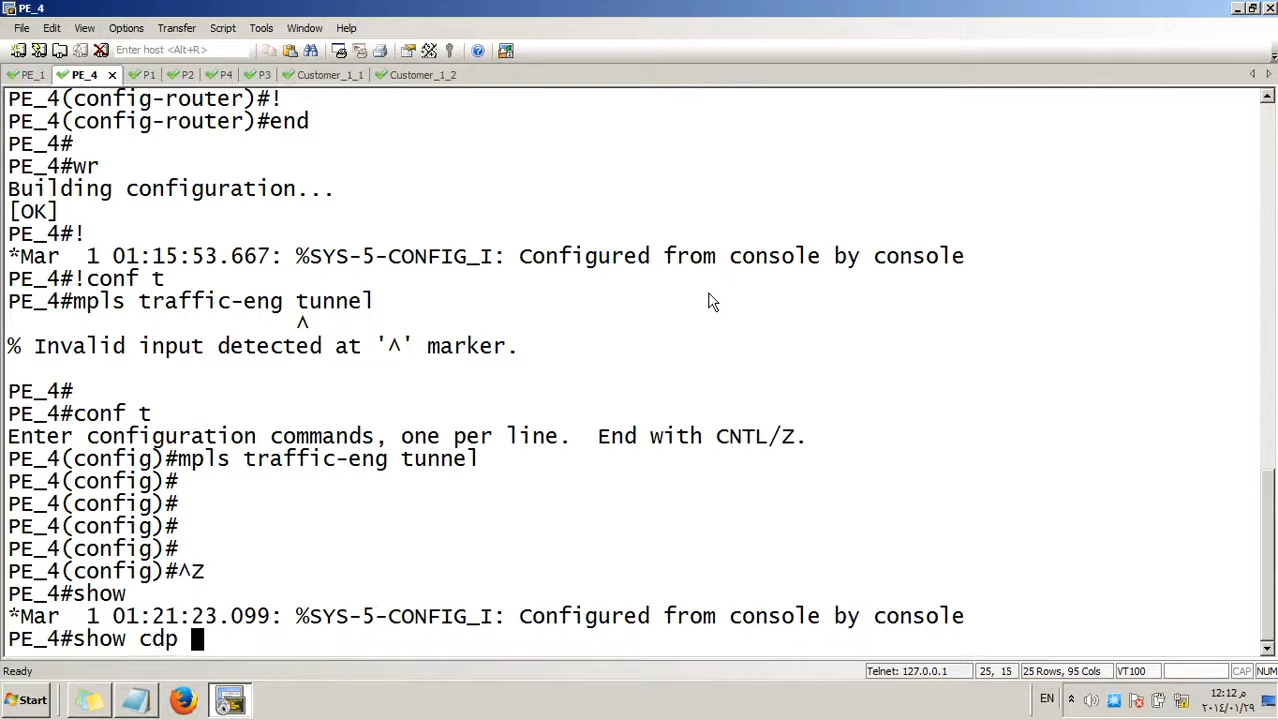 PE_4
File Edit View Options Transfer Script Tools Window Help
Enter host <Alt+R>
PE_1 PE_4 P1 P2 P4 P3 Customer_1_1 Customer_1_2
PE_4(config-router)#!
PE_4(config-router)#end
PE_4#
PE_4#wr
Building configuration...
[OK]
PE_4#!
*Mar  1 01:15:53.667: %SYS-5-CONFIG_I: Configured from console by console
PE_4#!conf t
PE_4#mpls traffic-eng tunnel
^
% Invalid input detected at '^' marker.
PE_4#
PE_4#conf t
Enter configuration commands, one per line.  End with CNTL/Z.
PE_4(config)#mpls traffic-eng tunnel
PE_4(config)#
PE_4(config)#
PE_4(config)#
PE_4(config)#
PE_4(config)#^Z
PE_4#show
*Mar  1 01:21:23.099: %SYS-5-CONFIG_I: Configured from console by console
PE_4#show cdp
Ready Telnet: 127.0.0.1 25, 15 25 Rows, 95 Cols VT100 CAP NUM
Start EN 12:12 م
٢٠١٤/٠١/٢٩